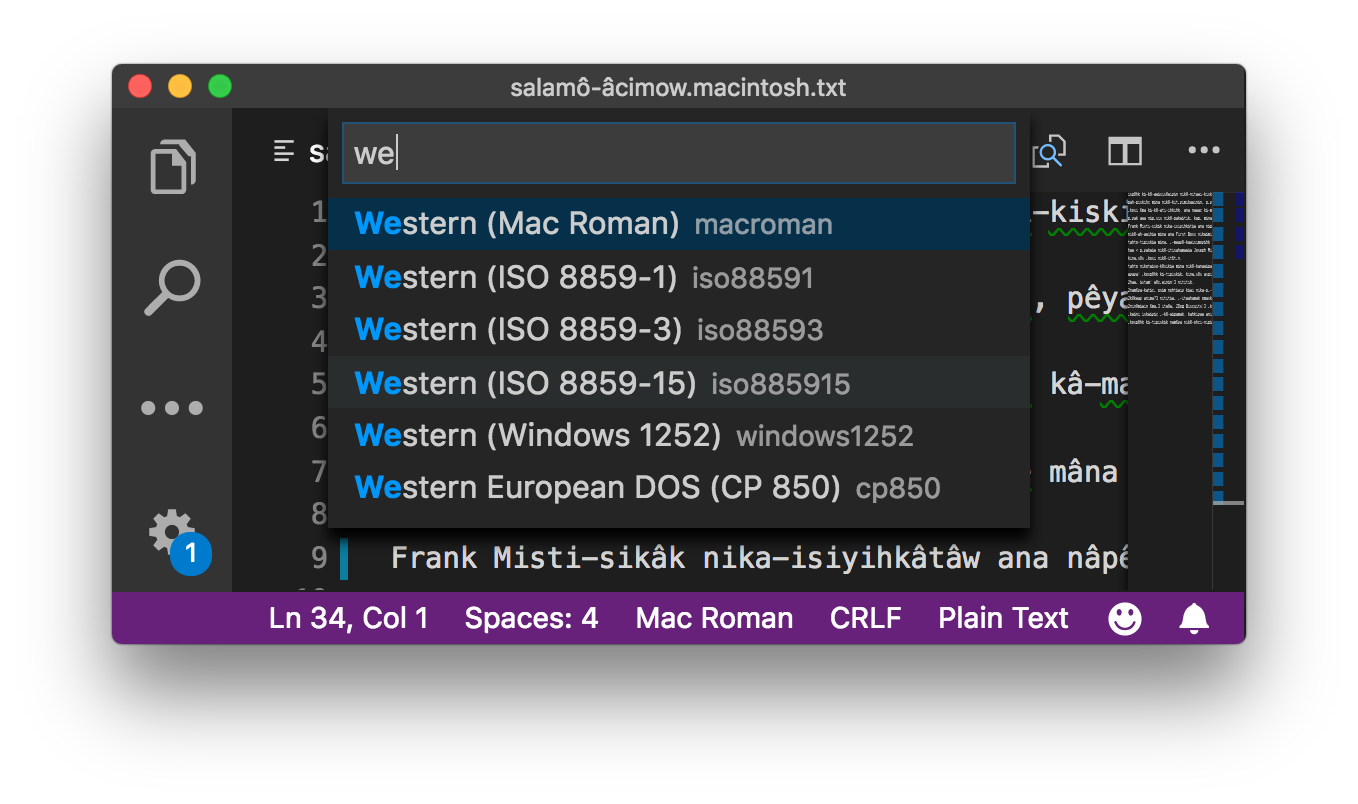 salamô-âcimow.macintosh.txt
we
1
-kiski
Western (Mac Roman) macroman
2
Western (ISO 8859-1) iso88591
3
, pêya
Western (ISO 8859-3) iso88593
4
Western (ISO 8859-15) iso885915
5
kâ-ma
6
Western (Windows 1252) windows1252
7
mâna
Western European DOS (CP 850) cp850
8
9 Frank Misti-sikâk nika-isiyihkâtâw ana nâpê
Ln 34, Col 1 Spaces: 4 Mac Roman CRLF Plain Text
1